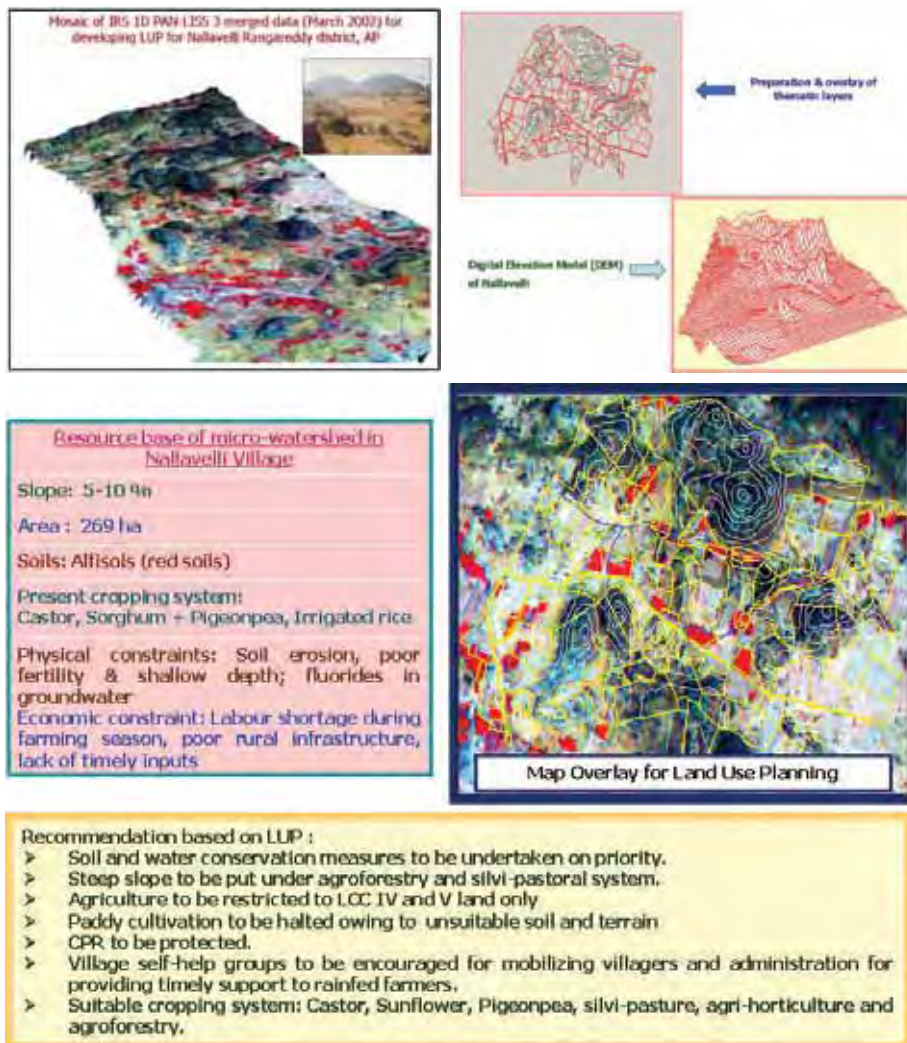 Mosaic of IRS 1D PAN LISS 3 merged data (March 2002) for
developing LUP for Nallavelli Rangareddy district, AP
Preparation & overlay of
thematic layers
Digital Elevation Model (DEM)
of Nallavelli
Resource base of micro-watershed in
Nallavelli Village
Slope: 5-10 %
Area : 269 ha
Soils: Alfisols (red soils)
Present cropping system:
Castor, Sorghum + Pigeonpea, Irrigated rice
Physical constraints: Soil erosion, poor
fertility & shallow depth; fluorides in
groundwater
Economic constraint: Labour shortage during
farming season, poor rural infrastructure,
lack of timely inputs
Map Overlay for Land Use Planning
Recommendation based on LUP :
➢ Soil and water conservation measures to be undertaken on priority.
➢ Steep slope to be put under agroforestry and silvi-pastoral system.
➢ Agriculture to be restricted to LCC IV and V land only
➢ Paddy cultivation to be halted owing to unsuitable soil and terrain
➢ CPR to be protected.
➢ Village self-help groups to be encouraged for mobilizing villagers and administration for
providing timely support to rainfed farmers.
➢ Suitable cropping system: Castor, Sunflower, Pigeonpea, silvi-pasture, agri-horticulture and
agroforestry.